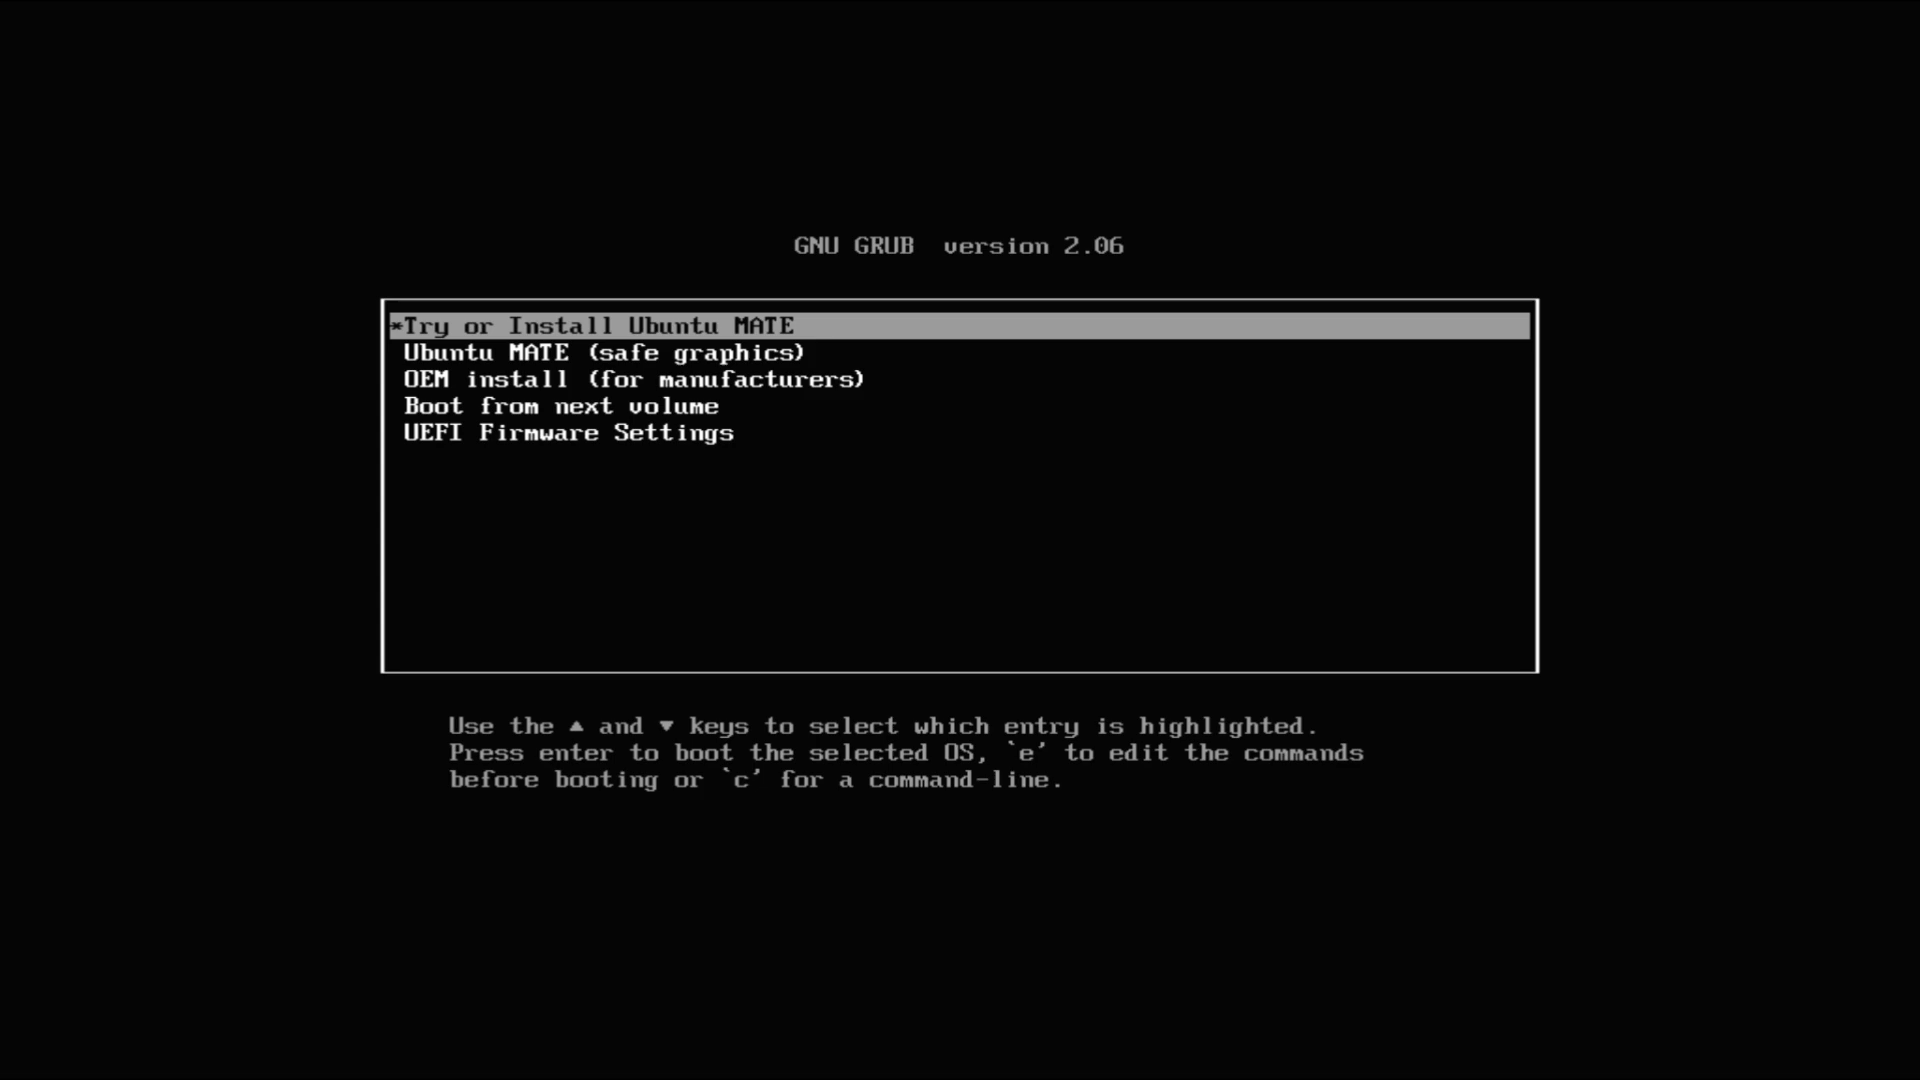 GNU GRUB  version 2.06
*Try or Install Ubuntu MATE
Ubuntu MATE (safe graphics)
OEM install (for manufacturers)
Boot from next volume
UEFI Firmware Settings
Use the ▲ and ▼ keys to select which entry is highlighted.
Press enter to boot the selected OS, `e' to edit the commands
before booting or `c' for a command-line.